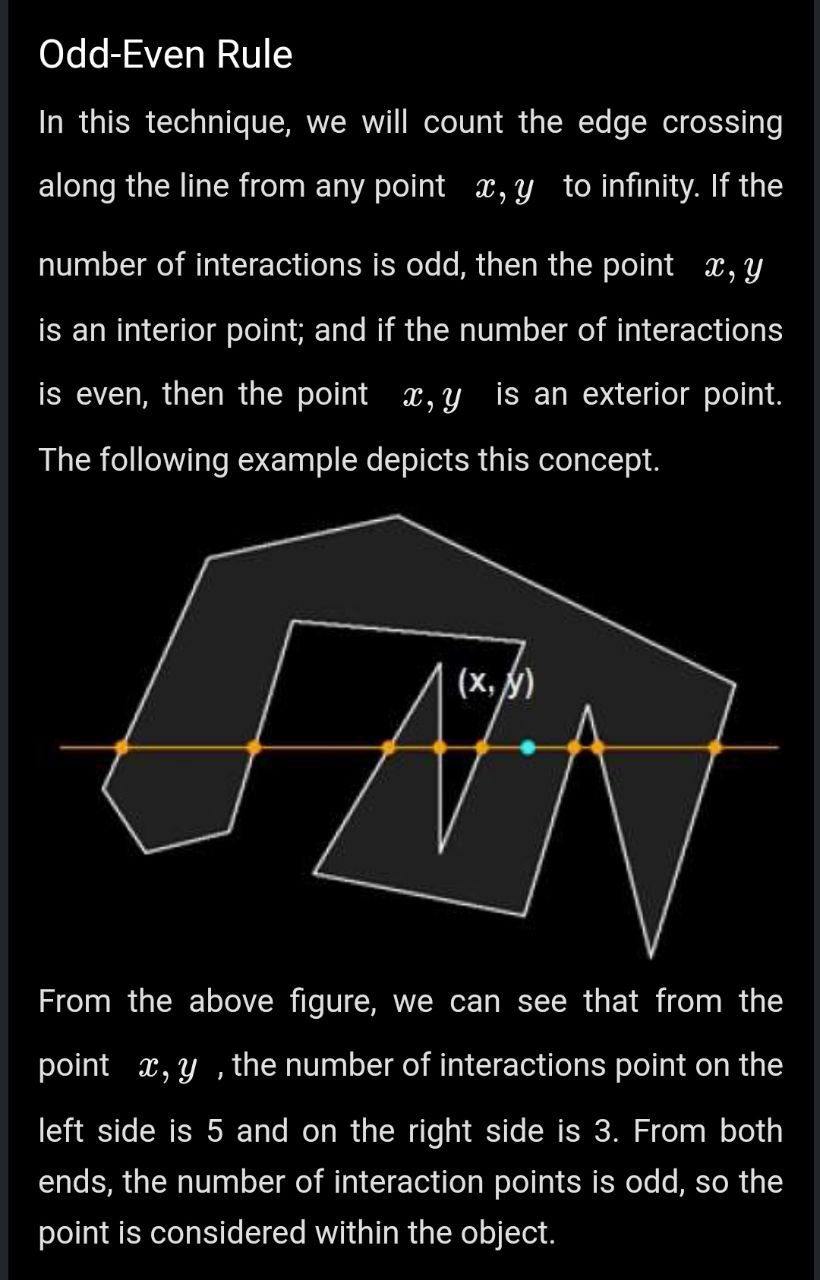 Odd-Even Rule
In this technique, we will count the edge crossing
along the line from any point x, y to infinity. If the
number of interactions is odd, then the point x, y
is an interior point; and if the number of interactions
is even, then the point x, y is an exterior point.
The following example depicts this concept.
(x, y)
From the above figure, we can see that from the
point x, y , the number of interactions point on the
left side is 5 and on the right side is 3. From both
ends, the number of interaction points is odd, so the
point is considered within the object.